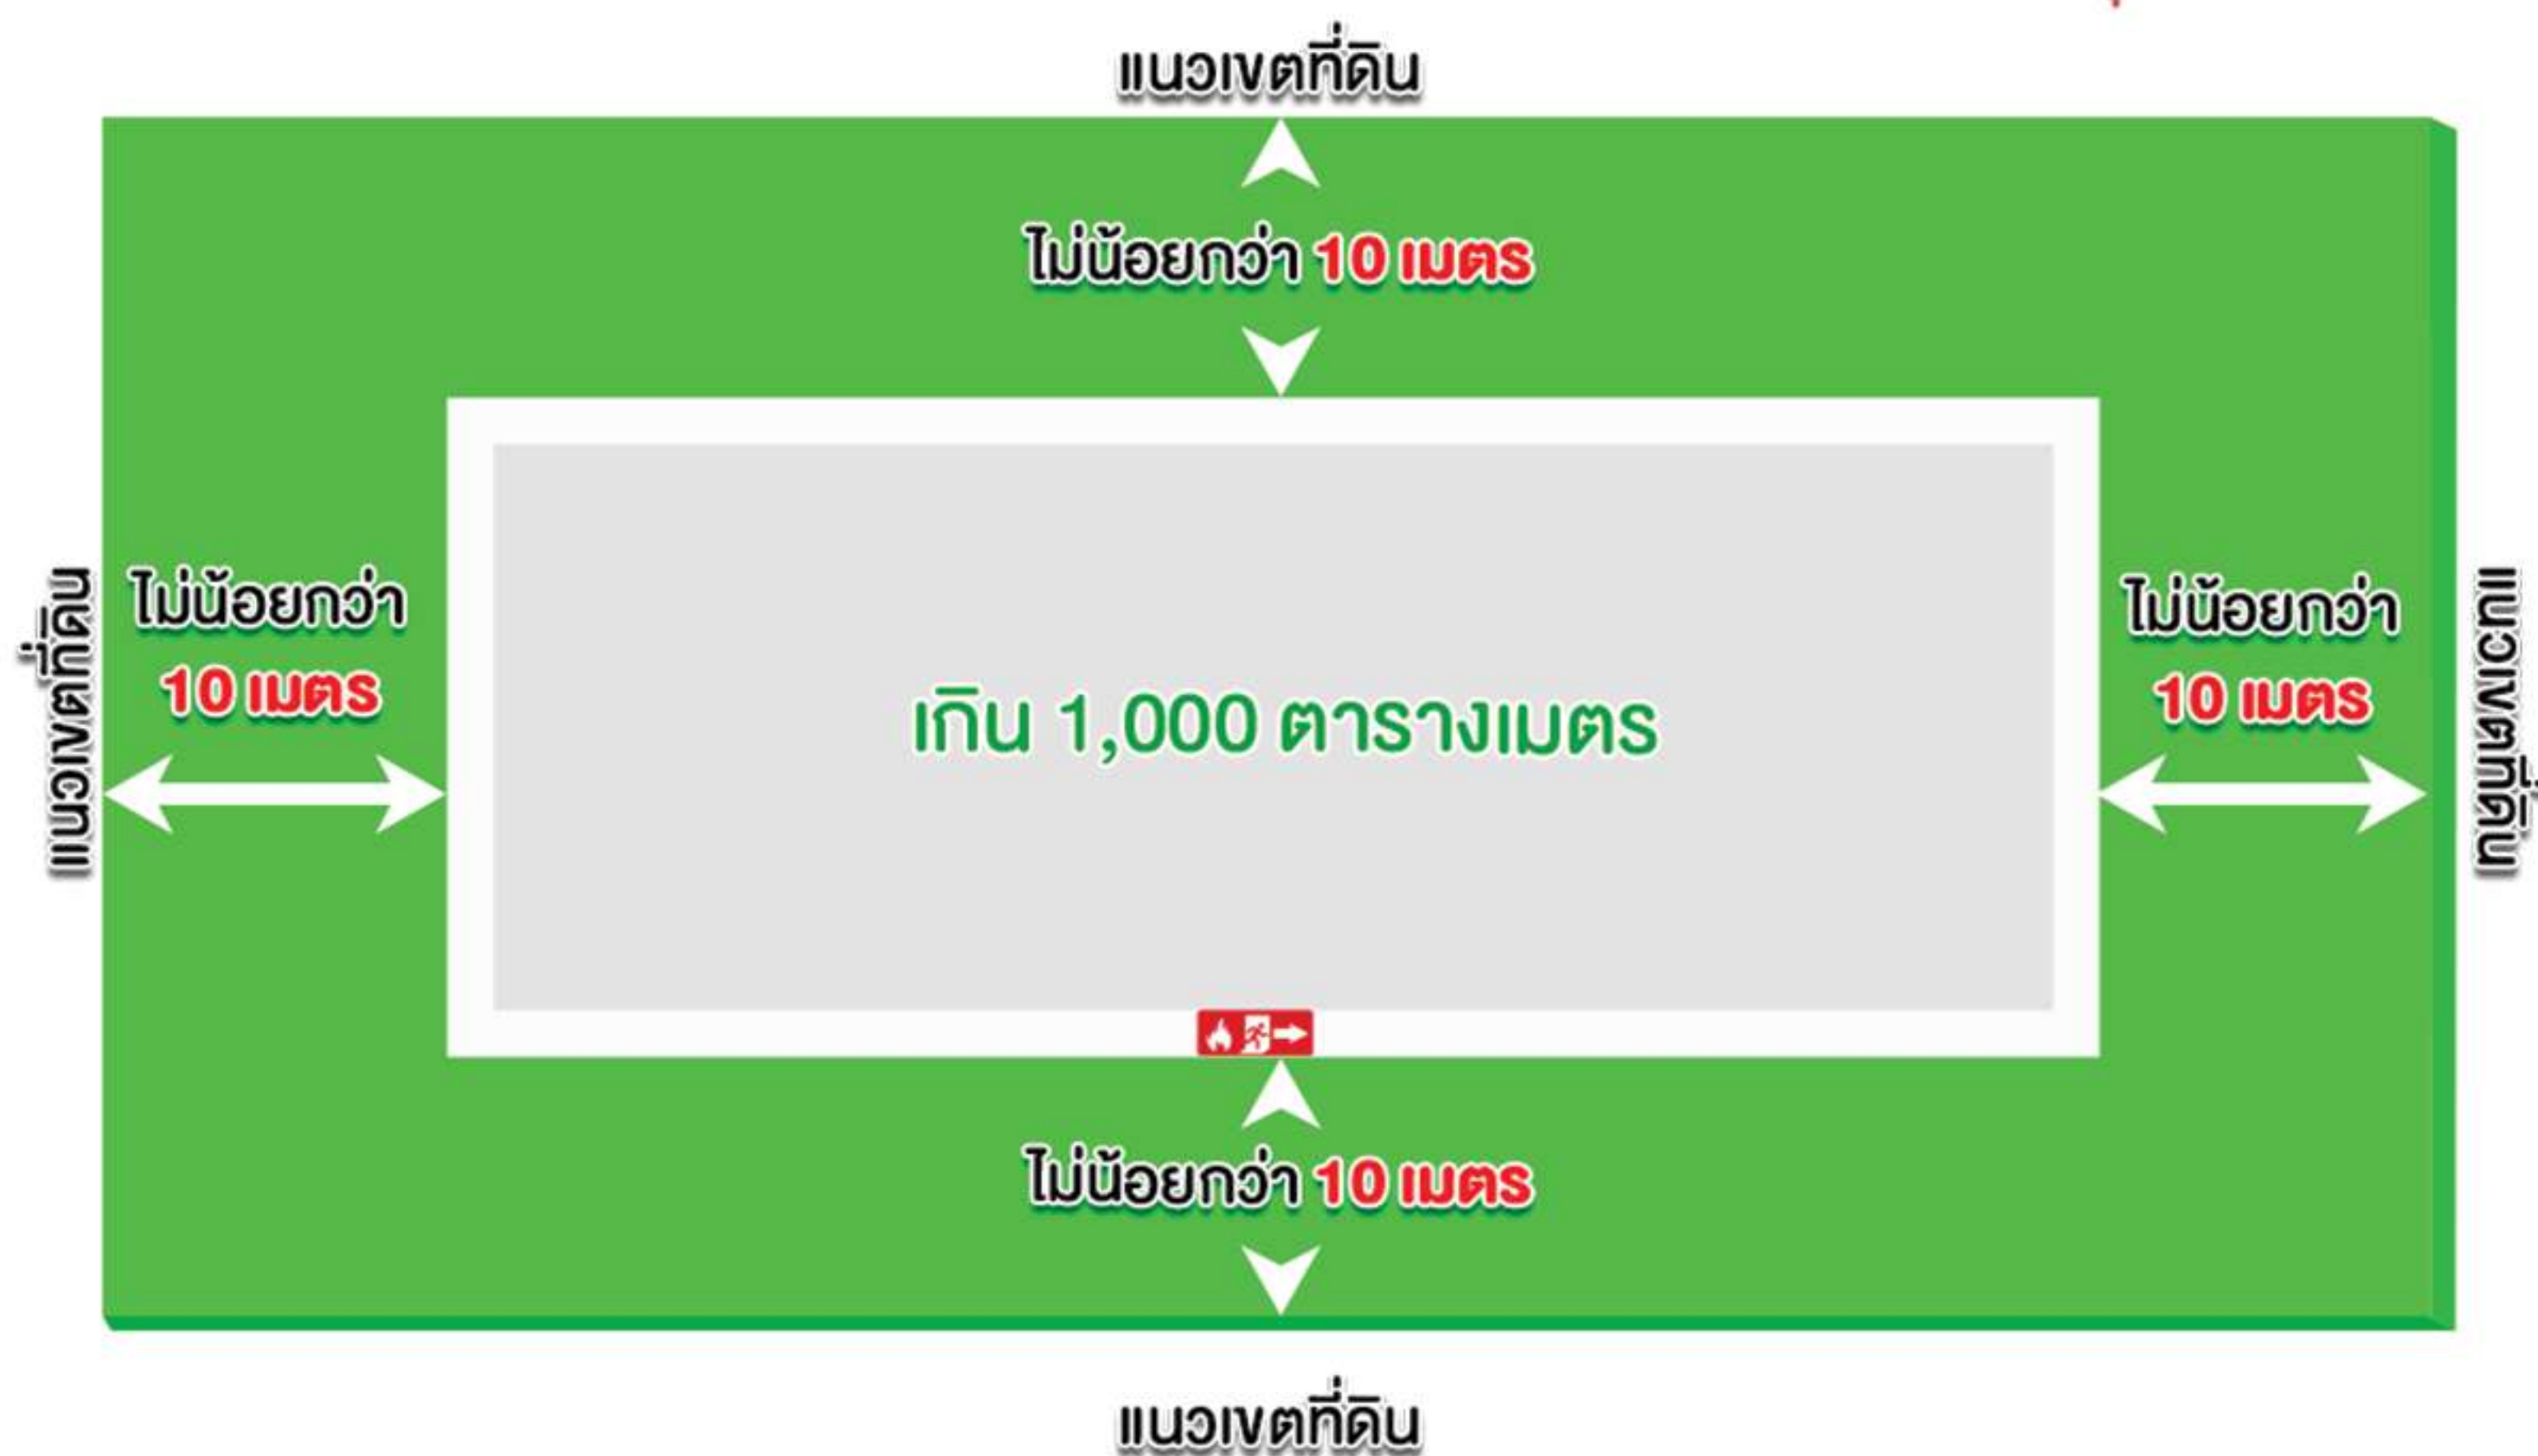 แนวเขตที่ดิน
ไม่น้อยกว่า 10 เมตร
แนวเขตที่ดิน
ไม่น้อยกว่า
10 เมตร
เกิน 1,000 ตารางเมตร
ไม่น้อยกว่า
10 เมตร
แนวเขตที่ดิน
ไม่น้อยกว่า 10 เมตร
แนวเขตที่ดิน